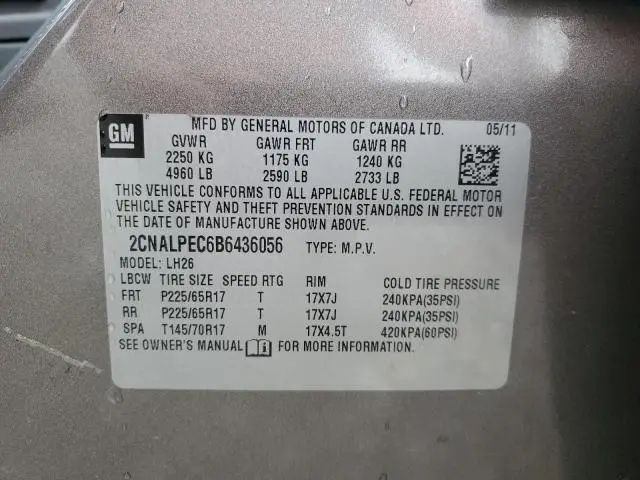 GM
MFD BY GENERAL MOTORS OF CANADA LTD. 05/11
GVWR GAWR FRT GAWR RR
2250 KG 1175 KG 1240 KG
4960 LB 2590 LB 2733 LB
THIS VEHICLE CONFORMS TO ALL APPLICABLE U.S. FEDERAL MOTOR
VEHICLE SAFETY AND THEFT PREVENTION STANDARDS IN EFFECT ON
THE DATE OF MANUFACTURE SHOWN ABOVE.
2CNALPEC6B6436056 TYPE: M.P.V.
MODEL: LH26
LBCW TIRE SIZE SPEED RTG RIM COLD TIRE PRESSURE
FRT P225/65R17 T 17X7J 240KPA(35PSI)
RR P225/65R17 T 17X7J 240KPA(35PSI)
SPA T145/70R17 M 17X4.5T 420KPA(60PSI)
SEE OWNER'S MANUAL FOR MORE INFORMATION.